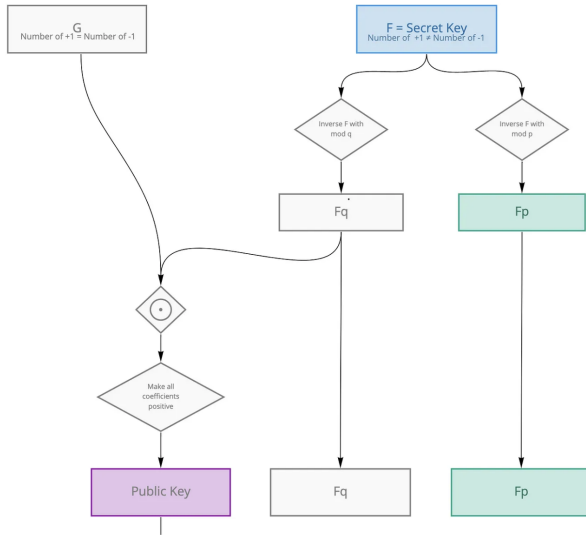 G
Number of +1 = Number of -1
F = Secret Key
Number of +1 ≠ Number of -1
Inverse F with
mod q
Inverse F with
mod p
Fq
Fp
Make all
coefficients
positive
Public Key
Fq
Fp